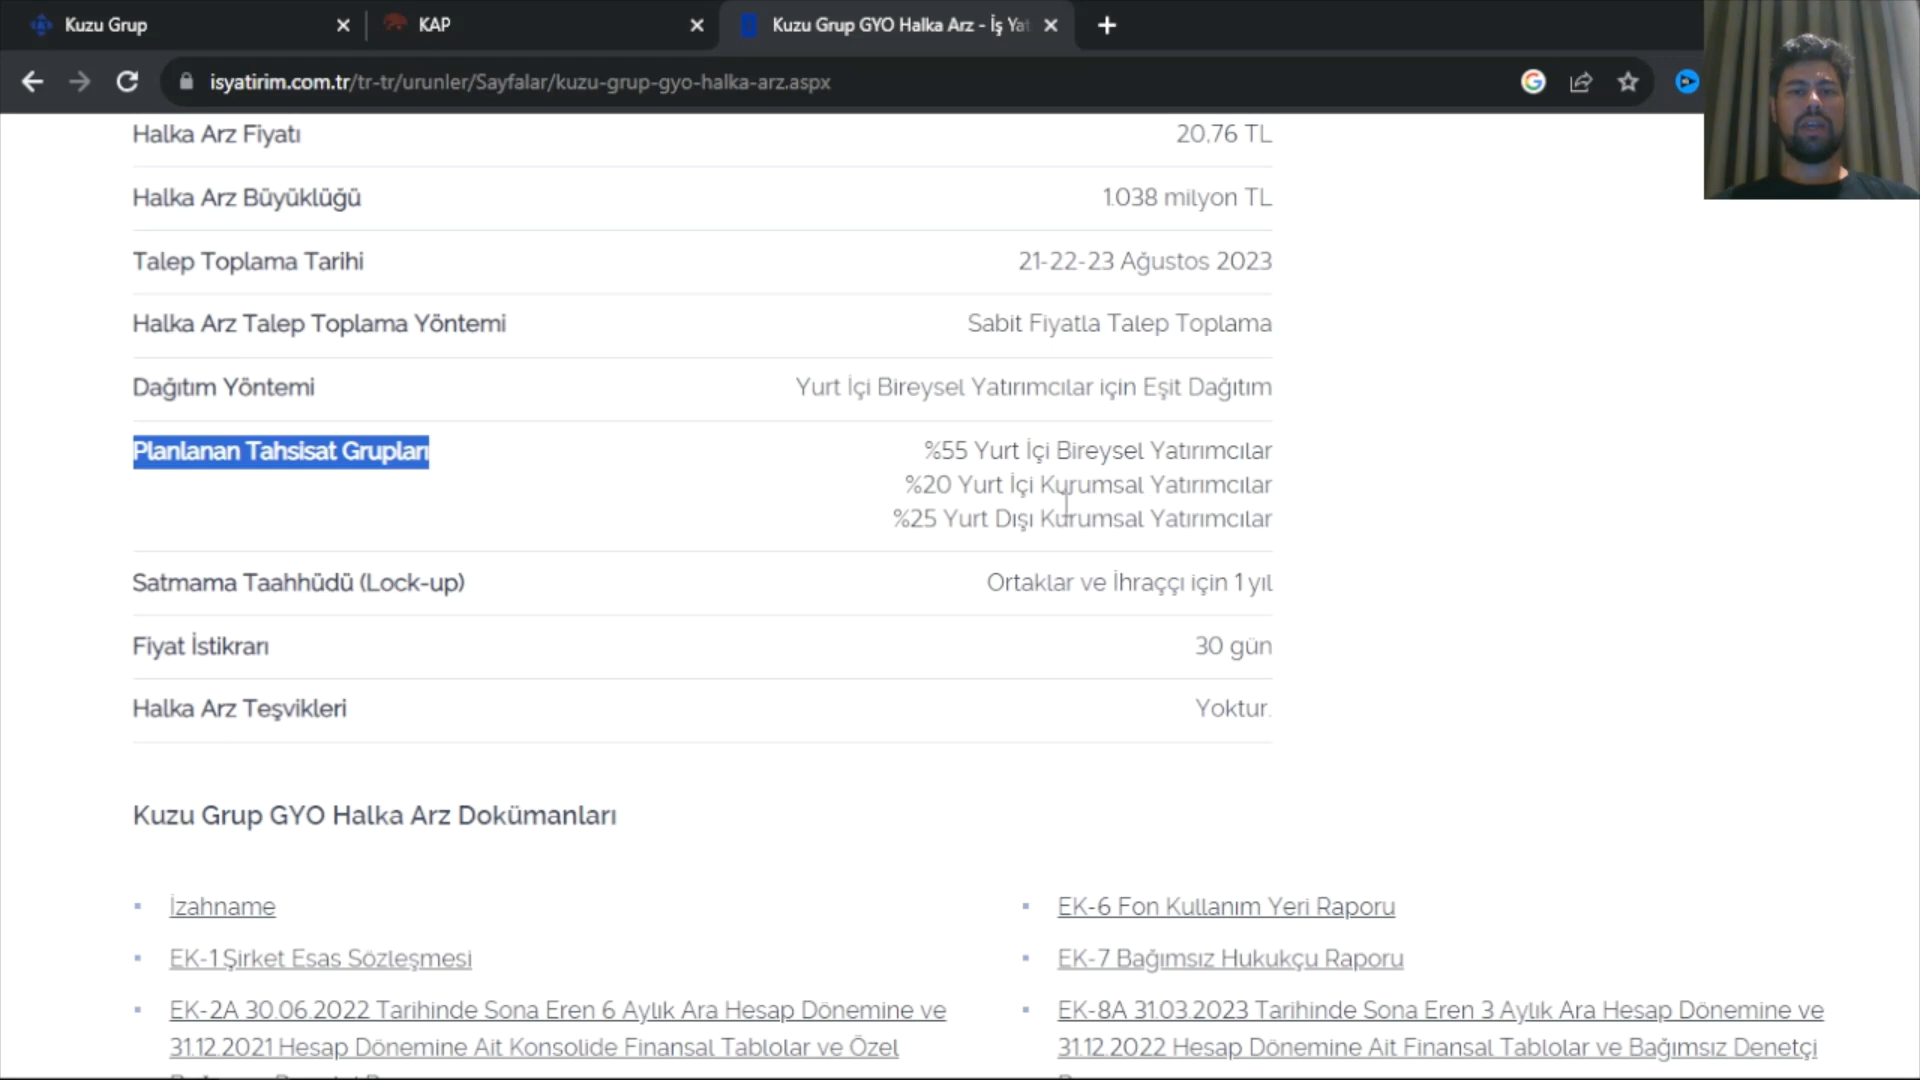 Kuzu Grup
KAP
Kuzu Grup GYO Halka Arz - İş Yat
isyatirim.com.tr/tr-tr/urunler/Sayfalar/kuzu-grup-gyo-halka-arz.aspx
Halka Arz Fiyatı 20,76 TL
Halka Arz Büyüklüğü 1.038 milyon TL
Talep Toplama Tarihi 21-22-23 Ağustos 2023
Halka Arz Talep Toplama Yöntemi Sabit Fiyatla Talep Toplama
Dağıtım Yöntemi Yurt İçi Bireysel Yatırımcılar için Eşit Dağıtım
Planlanan Tahsisat Grupları %55 Yurt İçi Bireysel Yatırımcılar
%20 Yurt İçi Kurumsal Yatırımcılar
%25 Yurt Dışı Kurumsal Yatırımcılar
Satmama Taahhüdü (Lock-up) Ortaklar ve İhraççı için 1 yıl
Fiyat İstikrarı 30 gün
Halka Arz Teşvikleri Yoktur.
Kuzu Grup GYO Halka Arz Dokümanları
İzahname
EK-1 Şirket Esas Sözleşmesi
EK-2A 30.06.2022 Tarihinde Sona Eren 6 Aylık Ara Hesap Dönemine ve
31.12.2021 Hesap Dönemine Ait Konsolide Finansal Tablolar ve Özel
EK-6 Fon Kullanım Yeri Raporu
EK-7 Bağımsız Hukukçu Raporu
EK-8A 31.03.2023 Tarihinde Sona Eren 3 Aylık Ara Hesap Dönemine ve
31.12.2022 Hesap Dönemine Ait Finansal Tablolar ve Bağımsız Denetçi